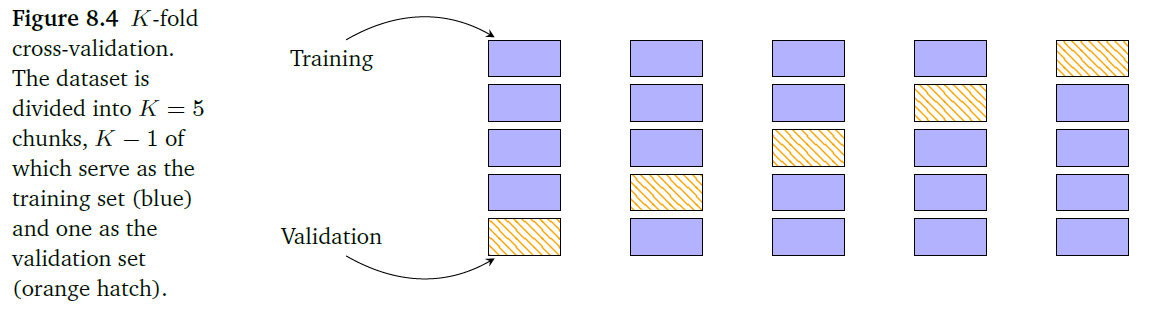 Figure 8.4 K-fold
cross-validation.
The dataset is
divided into K = 5
chunks, K − 1 of
which serve as the
training set (blue)
and one as the
validation set
(orange hatch).
Training
Validation